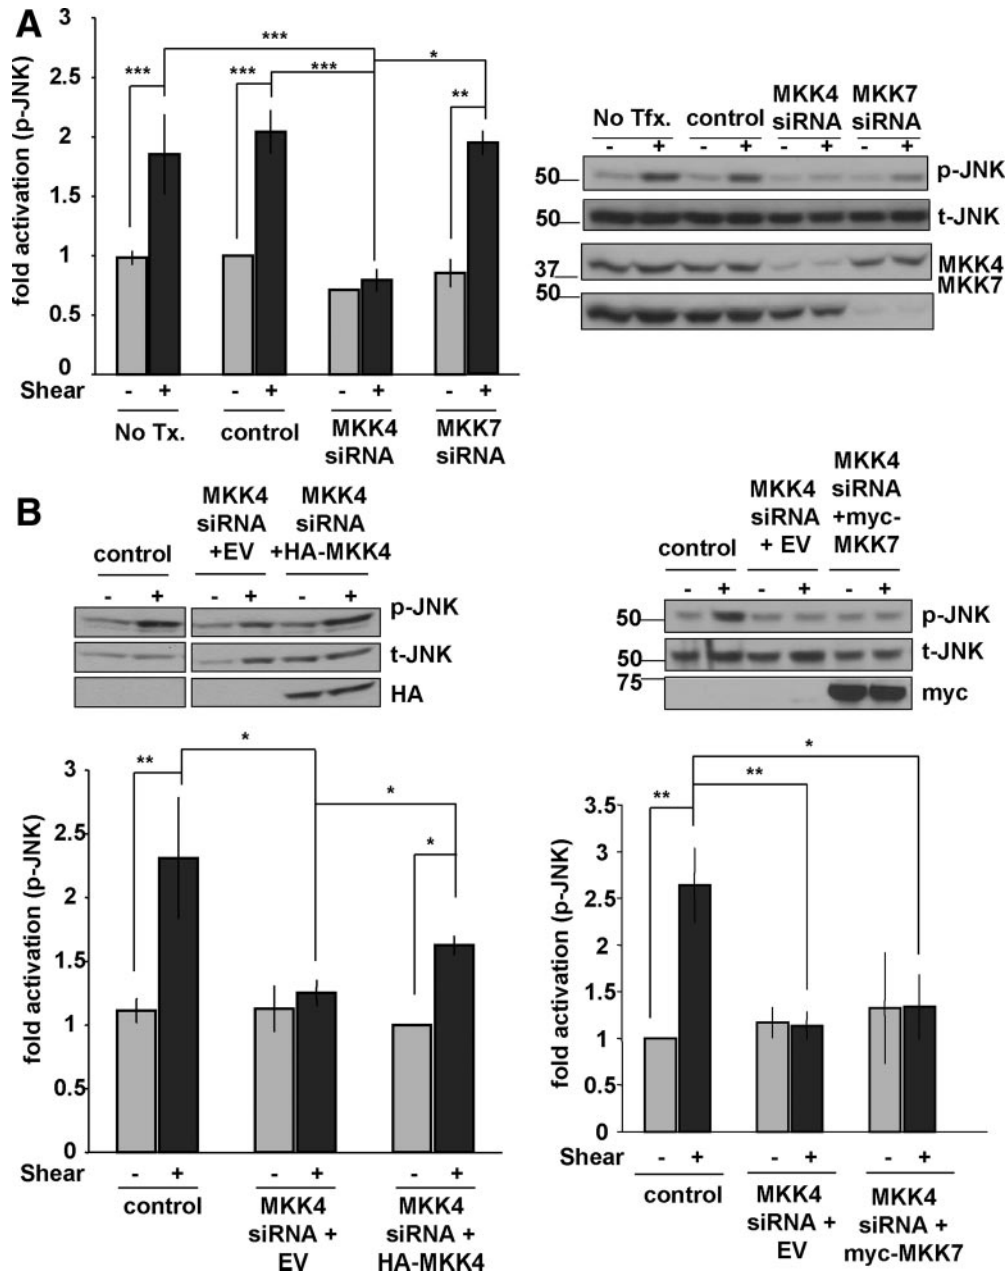 A
fold activation (p-JNK)
3
2.5
2
1.5
1
0.5
0
***
***
***
***
*
**
Shear - + - + - + - +
No Tx.
control
MKK4 siRNA
MKK7 siRNA
No Tfx.
control
MKK4 siRNA
MKK7 siRNA
- + - + - + - +
50 p-JNK
50 t-JNK
37 MKK4
50 MKK7
B
control
MKK4 siRNA +EV
MKK4 siRNA +HA-MKK4
- + - + - +
p-JNK
t-JNK
HA
fold activation (p-JNK)
3
2.5
2
1.5
1
0.5
0
**
*
*
*
Shear - + - + - +
control
MKK4 siRNA + EV
MKK4 siRNA + HA-MKK4
control
MKK4 siRNA + EV
MKK4 siRNA +myc-MKK7
- + - + - +
50 p-JNK
50 t-JNK
75 myc
fold activation (p-JNK)
3.5
3
2.5
2
1.5
1
0.5
0
**
**
*
Shear - + - + - +
control
MKK4 siRNA + EV
MKK4 siRNA + myc-MKK7